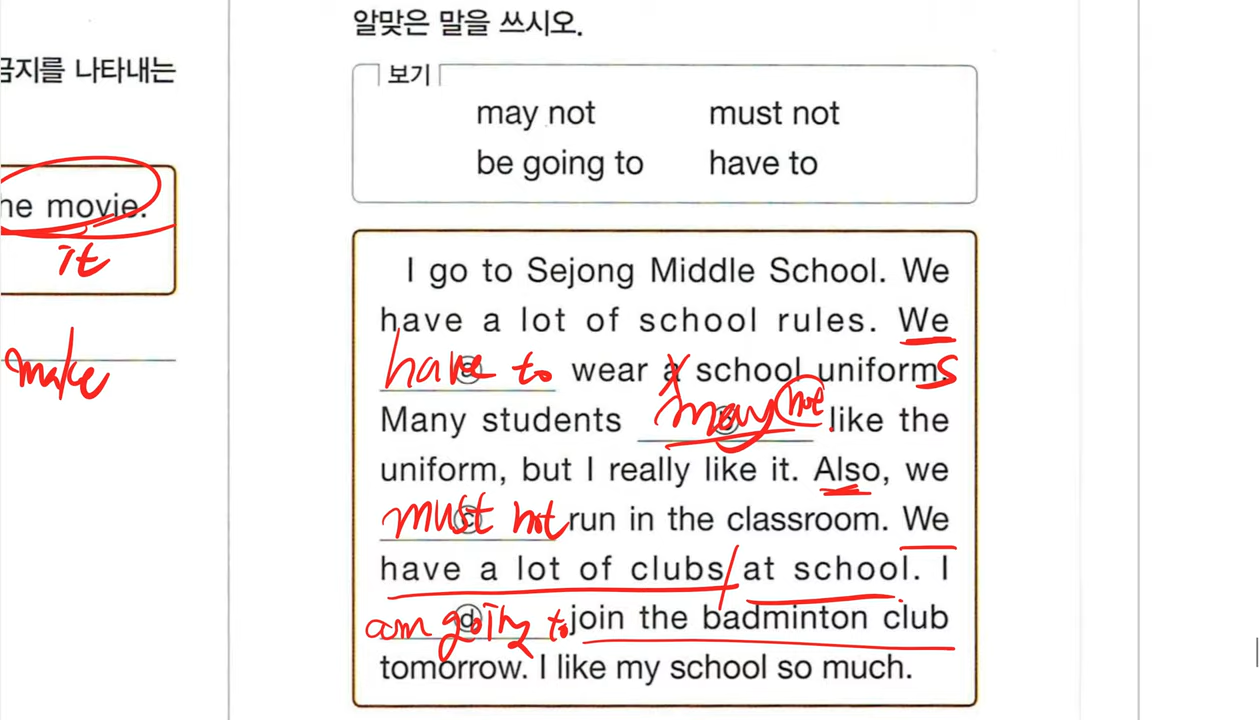 알맞은 말을 쓰시오.
금지를 나타내는
보기
may not must not
be going to have to
he movie.
it
make
I go to Sejong Middle School. We
have a lot of school rules. We
have to ⓐ wear a school uniforms.
Many students may not ⓑ like the
uniform, but I really like it. Also, we
must not ⓒ run in the classroom. We
have a lot of clubs / at school. I
am going to ⓓ join the badminton club
tomorrow. I like my school so much.